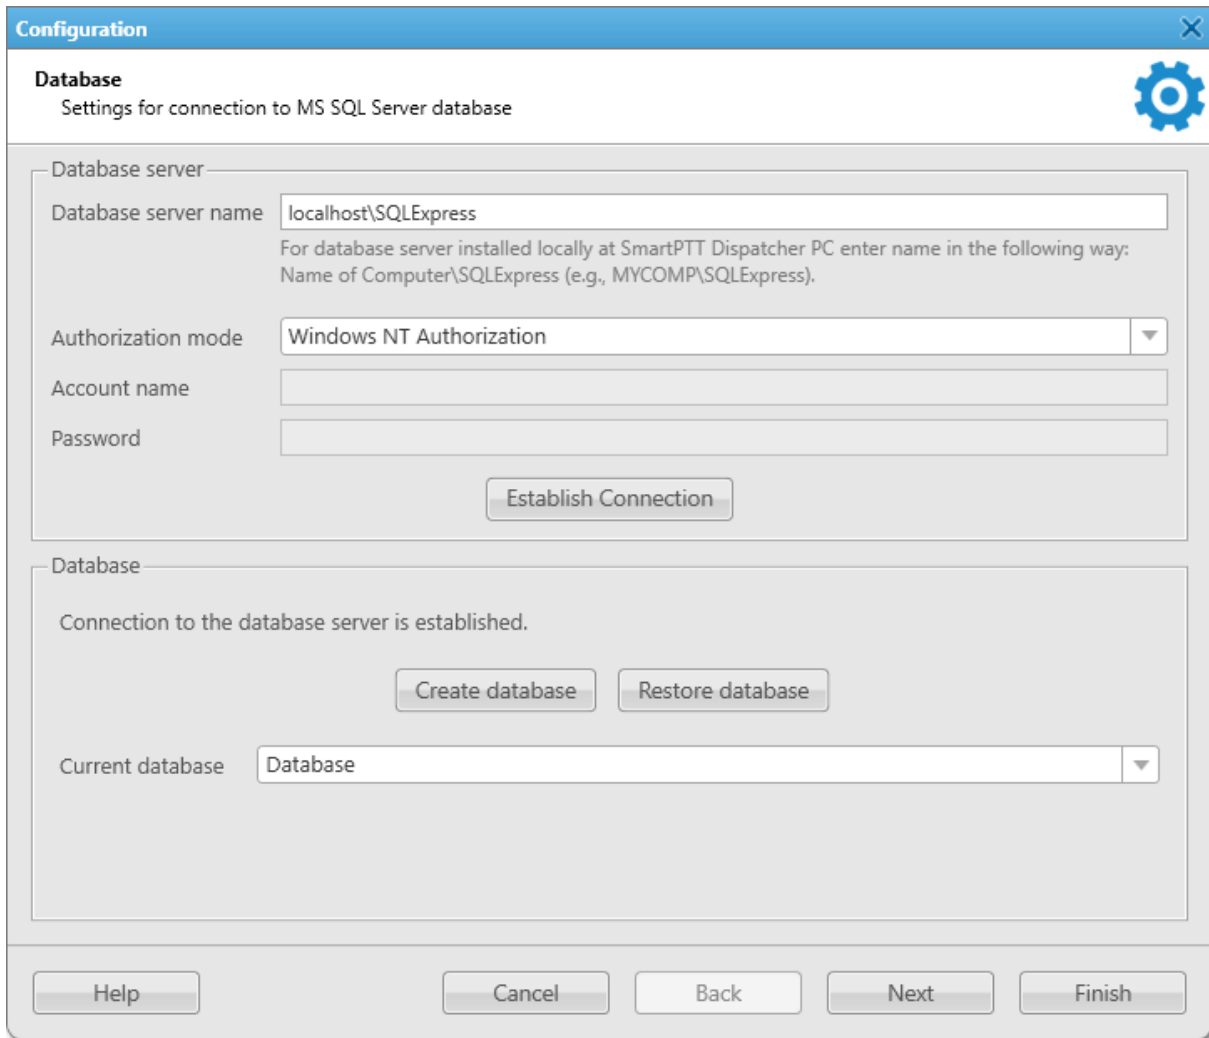 Configuration
Database
Settings for connection to MS SQL Server database
Database server
Database server name
localhost\SQLExpress
For database server installed locally at SmartPTT Dispatcher PC enter name in the following way:
Name of Computer\SQLExpress (e.g., MYCOMP\SQLExpress).
Authorization mode
Windows NT Authorization
Account name
Password
Establish Connection
Database
Connection to the database server is established.
Create database
Restore database
Current database
Database
Help
Cancel
Back
Next
Finish